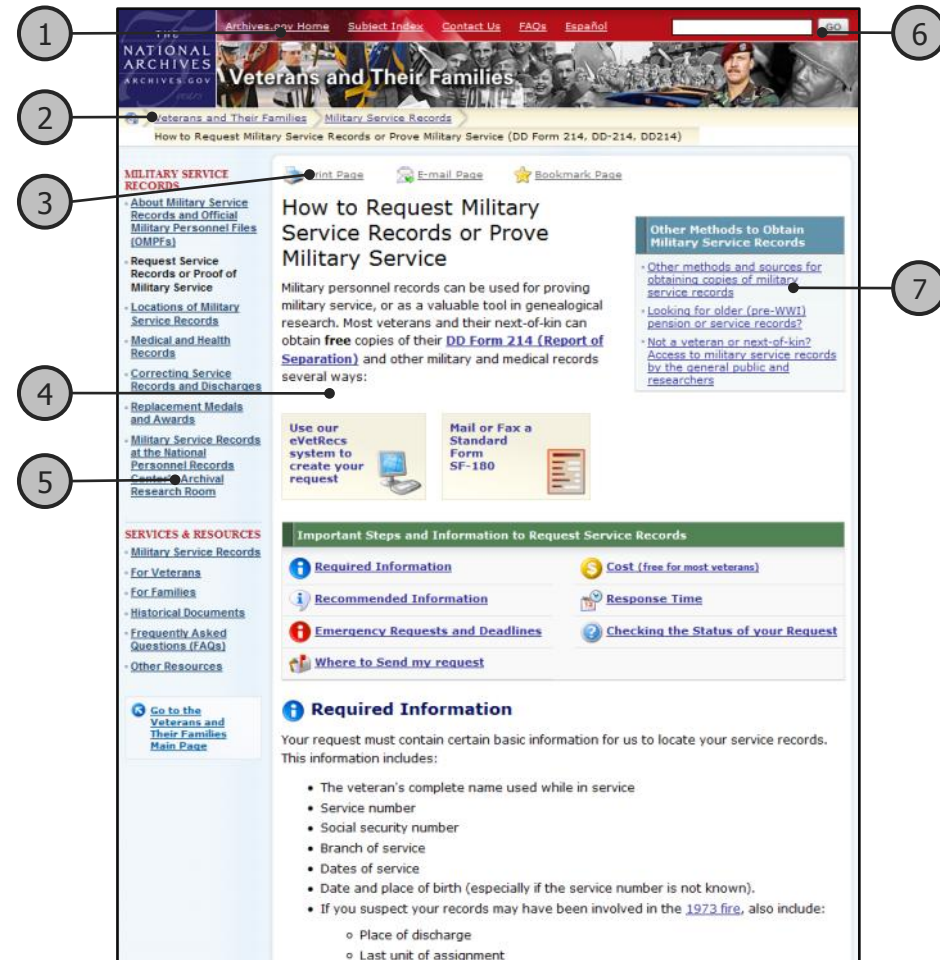 1
THE
NATIONAL
ARCHIVES
ARCHIVES.GOV
years
Archives.gov Home Subject Index Contact Us FAQs Español
GO
6
Veterans and Their Families
2
Veterans and Their Families Military Service Records
How to Request Military Service Records or Prove Military Service (DD Form 214, DD-214, DD214)
3
Print Page E-mail Page Bookmark Page
MILITARY SERVICE
RECORDS
· About Military Service
Records and Official
Military Personnel Files
(OMPFs)
· Request Service
Records or Proof of
Military Service
· Locations of Military
Service Records
· Medical and Health
Records
· Correcting Service
Records and Discharges
· Replacement Medals
and Awards
· Military Service Records
at the National
Personnel Records
Center's Archival
Research Room
5
SERVICES & RESOURCES
· Military Service Records
· For Veterans
· For Families
· Historical Documents
· Frequently Asked
Questions (FAQs)
· Other Resources
Go to the
Veterans and
Their Families
Main Page
How to Request Military
Service Records or Prove
Military Service
Military personnel records can be used for proving
military service, or as a valuable tool in genealogical
research. Most veterans and their next-of-kin can
obtain free copies of their DD Form 214 (Report of
Separation) and other military and medical records
several ways:
4
Other Methods to Obtain
Military Service Records
· Other methods and sources for
obtaining copies of military
service records
· Looking for older (pre-WWI)
pension or service records?
· Not a veteran or next-of-kin?
Access to military service records
by the general public and
researchers
7
Use our
eVetRecs
system to
create your
request
Mail or Fax a
Standard
Form
SF-180
Important Steps and Information to Request Service Records
Required Information
Cost (free for most veterans)
Recommended Information
Response Time
Emergency Requests and Deadlines
Checking the Status of your Request
Where to Send my request
Required Information
Your request must contain certain basic information for us to locate your service records.
This information includes:
• The veteran's complete name used while in service
• Service number
• Social security number
• Branch of service
• Dates of service
• Date and place of birth (especially if the service number is not known).
• If you suspect your records may have been involved in the 1973 fire, also include:
○ Place of discharge
○ Last unit of assignment